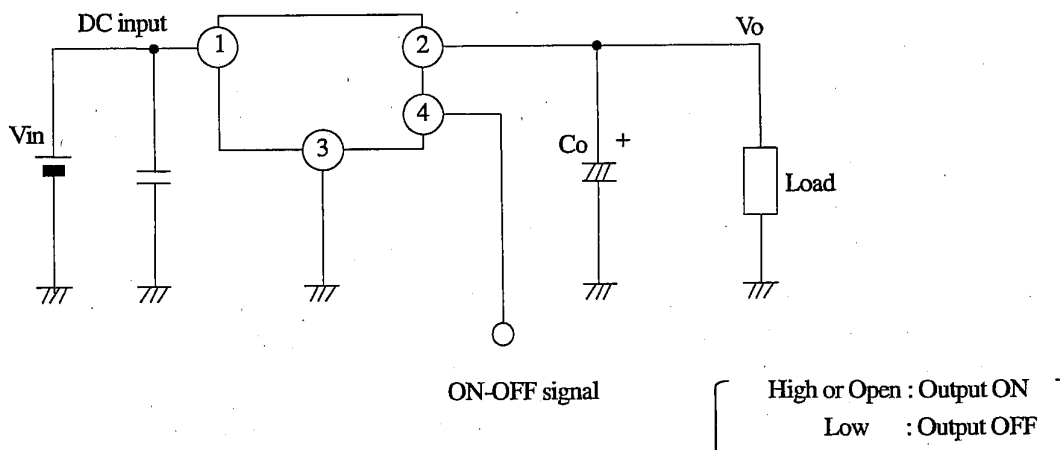 DC input
1
2
Vo
4
Vin
3
Co +
Load
ON-OFF signal
High or Open : Output ON
Low : Output OFF